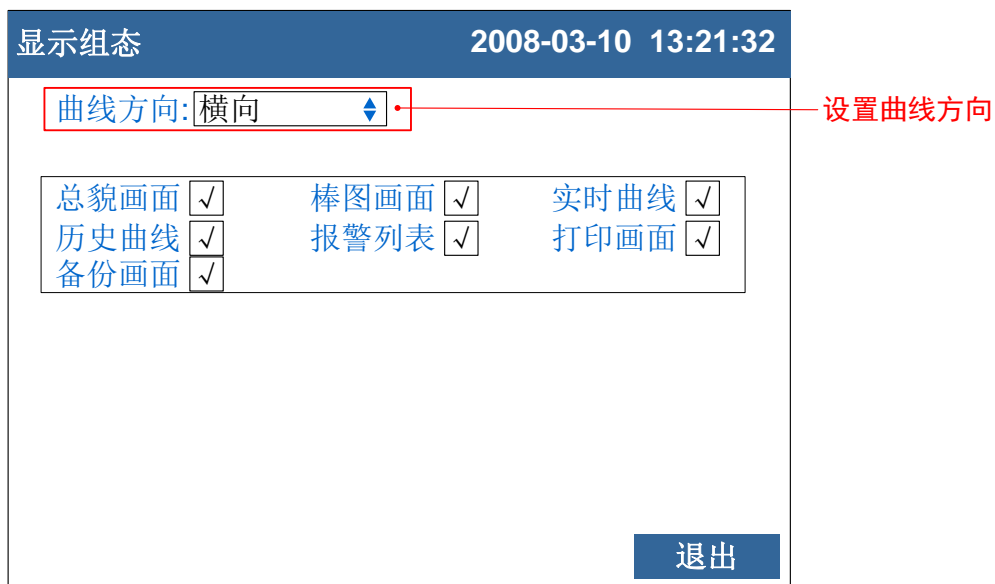 显示组态 2008-03-10 13:21:32
曲线方向: 横向 设置曲线方向
总貌画面 √ 棒图画面 √ 实时曲线 √
历史曲线 √ 报警列表 √ 打印画面 √
备份画面 √
退出